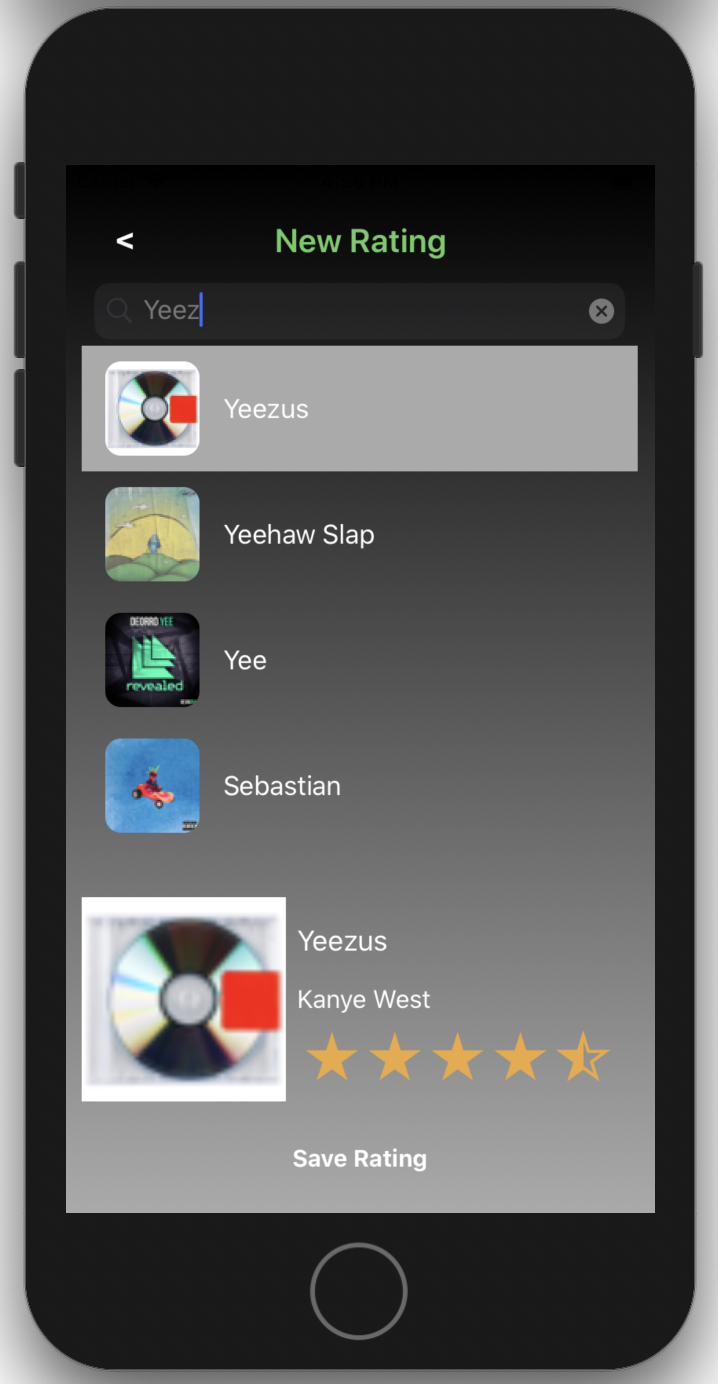 <
New Rating
Yeez
Yeezus
Yeehaw Slap
DEORRO YEE
revealed
Yee
Sebastian
Yeezus
Kanye West
Save Rating